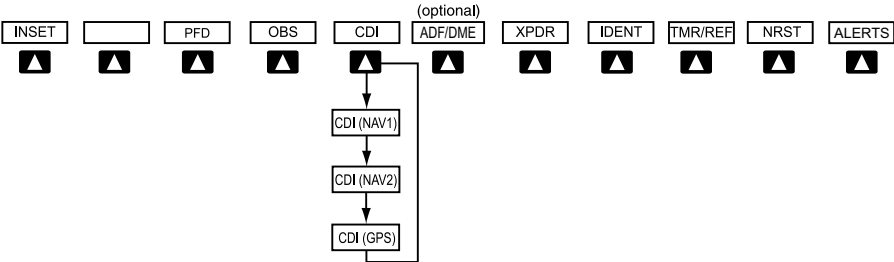 (optional)
INSET PFD OBS CDI ADF/DME XPDR IDENT TMR/REF NRST ALERTS
CDI (NAV1)
CDI (NAV2)
CDI (GPS)